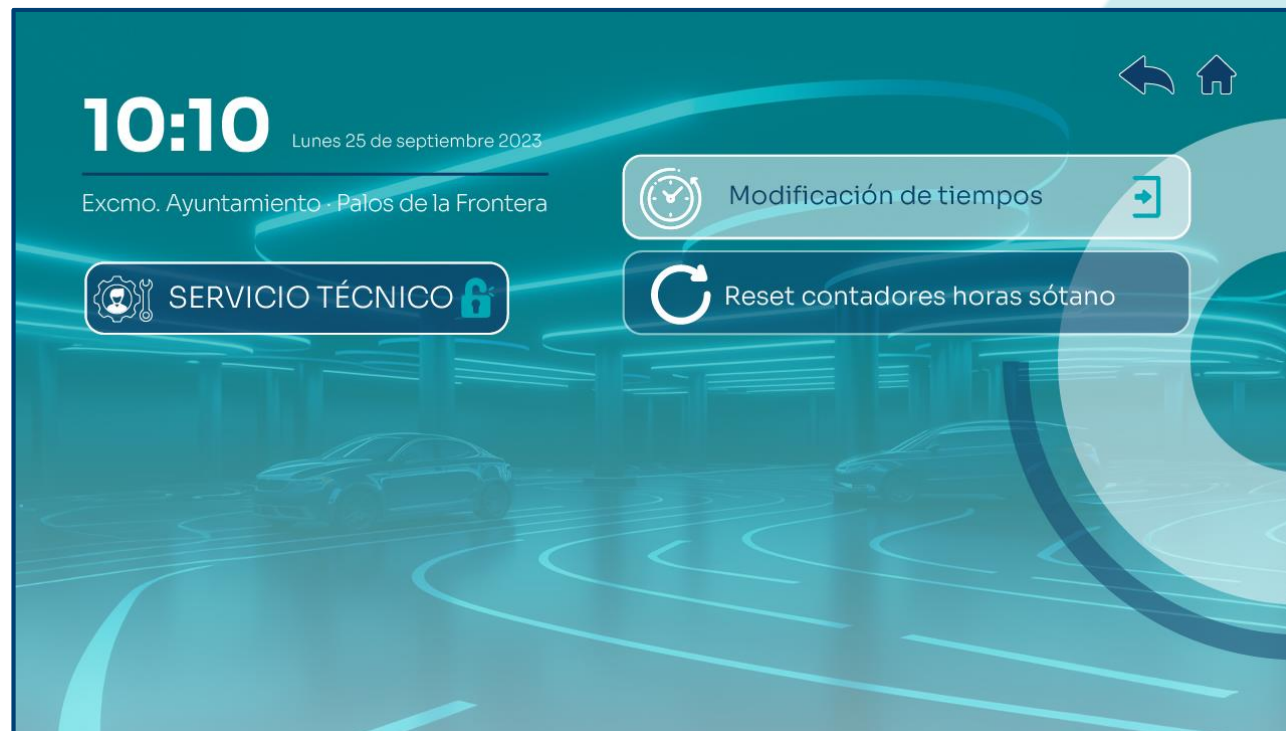 10:10 Lunes 25 de septiembre 2023
Excmo. Ayuntamiento · Palos de la Frontera
SERVICIO TÉCNICO
Modificación de tiempos
Reset contadores horas sótano